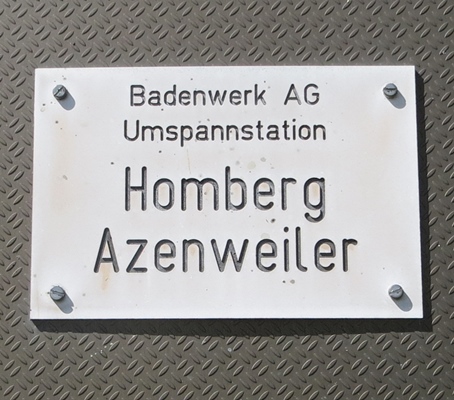 Badenwerk AG
Umspannstation
Homberg
Azenweiler